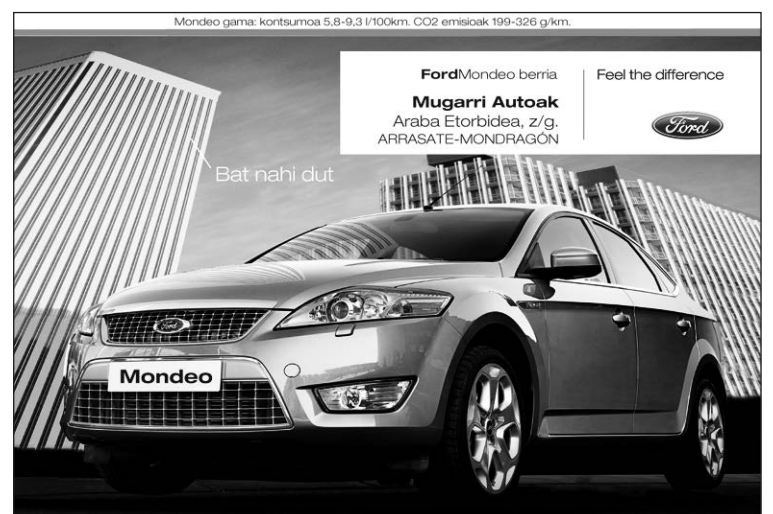 Mondeo gama: kontsumoa 5,8-9,3 l/100km. CO2 emisioak 199-326 g/km.
FordMondeo berria
Mugarri Autoak
Araba Etorbidea, z/g.
ARRASATE-MONDRAGÓN
Feel the difference
Ford
Bat nahi dut
Ford
Mondeo